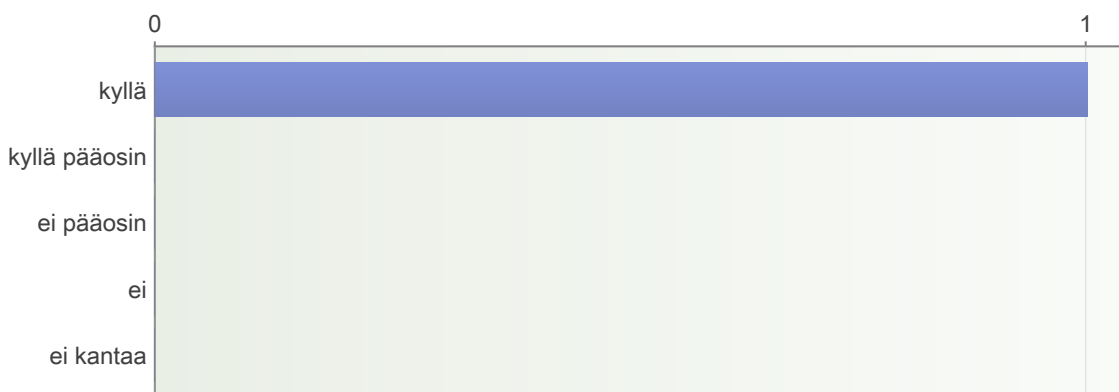 0 1
kyllä
kyllä pääosin
ei pääosin
ei
ei kantaa